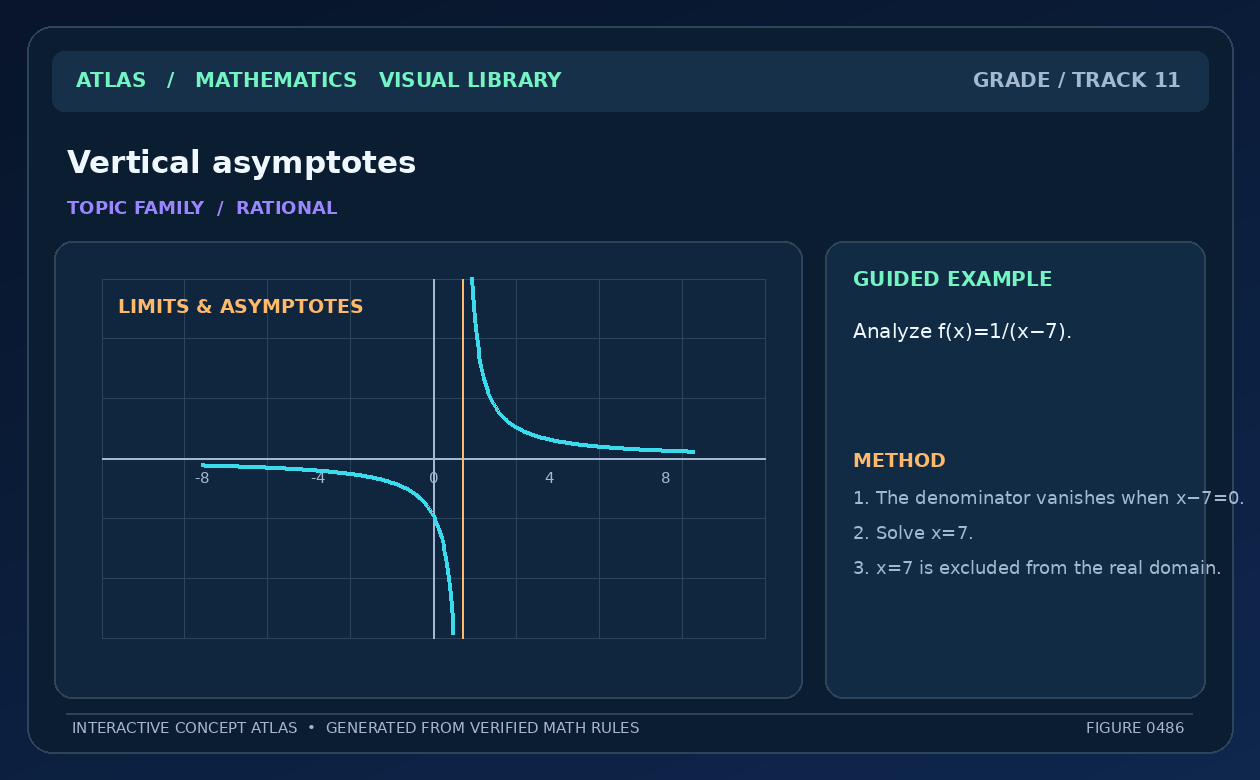 ATLAS / MATHEMATICS VISUAL LIBRARY
GRADE / TRACK 11
Vertical asymptotes
TOPIC FAMILY / RATIONAL
LIMITS & ASYMPTOTES
-8 -4 0 4 8
GUIDED EXAMPLE
Analyze f(x)=1/(x−7).
METHOD
1. The denominator vanishes when x−7=0.
2. Solve x=7.
3. x=7 is excluded from the real domain.
INTERACTIVE CONCEPT ATLAS • GENERATED FROM VERIFIED MATH RULES
FIGURE 0486